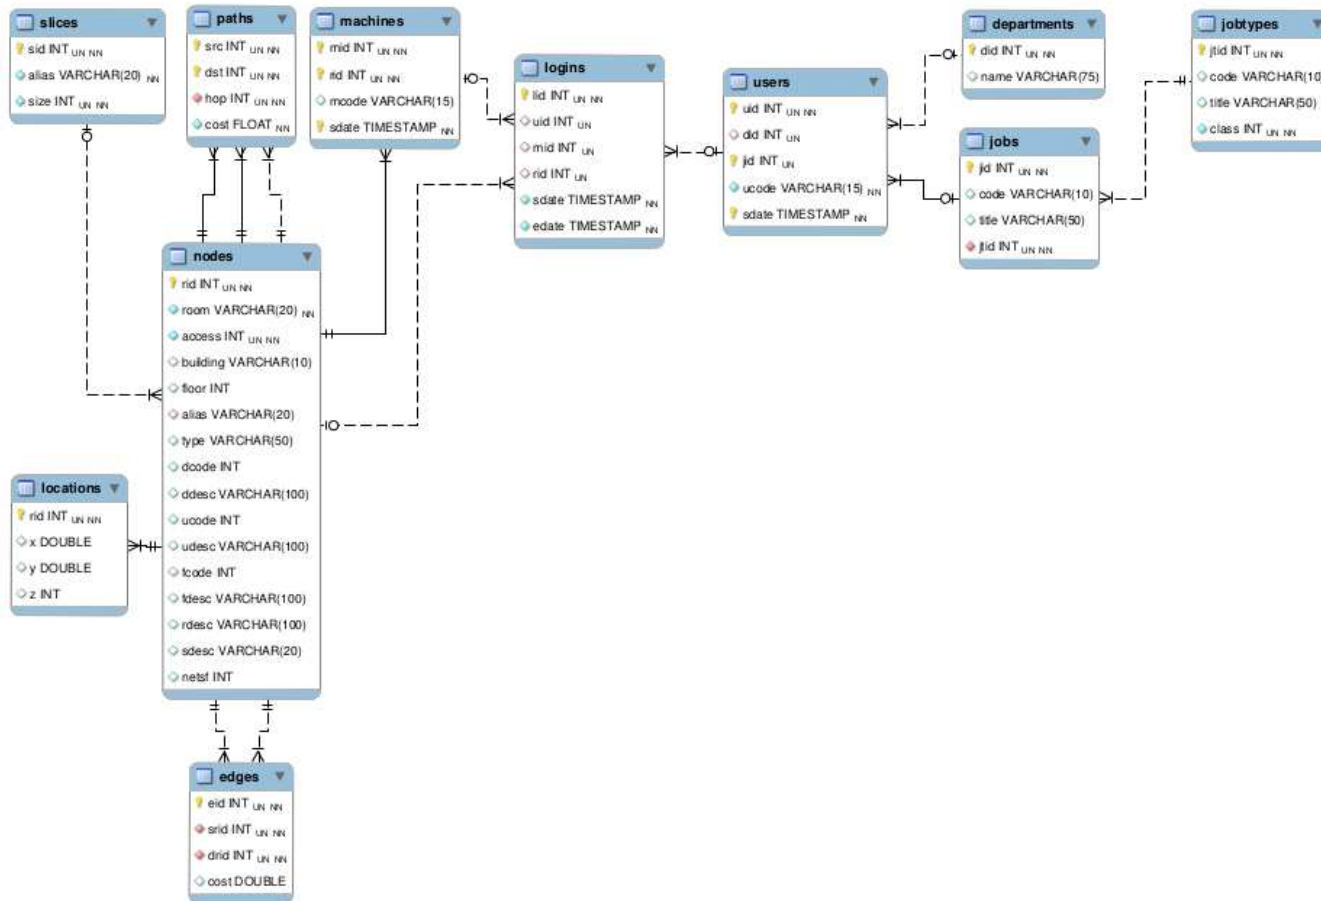 slices
sid INT UN NN
alias VARCHAR(20) NN
size INT UN NN
paths
src INT UN NN
dst INT UN NN
hop INT UN NN
cost FLOAT NN
machines
mid INT UN NN
rid INT UN NN
mcode VARCHAR(15)
sdate TIMESTAMP NN
logins
lid INT UN NN
uid INT UN
mid INT UN
rid INT UN
sdate TIMESTAMP NN
edate TIMESTAMP NN
users
uid INT UN NN
did INT UN
jid INT UN
ucode VARCHAR(15) NN
sdate TIMESTAMP NN
departments
did INT UN NN
name VARCHAR(75)
jobs
jid INT UN NN
code VARCHAR(10)
title VARCHAR(50)
jtid INT UN NN
jobtypes
jtid INT UN NN
code VARCHAR(10
title VARCHAR(50)
class INT UN NN
nodes
rid INT UN NN
room VARCHAR(20) NN
access INT UN NN
building VARCHAR(10)
floor INT
alias VARCHAR(20)
type VARCHAR(50)
dcode INT
ddesc VARCHAR(100)
ucode INT
udesc VARCHAR(100)
fcode INT
fdesc VARCHAR(100)
rdesc VARCHAR(100)
sdesc VARCHAR(20)
netsf INT
locations
rid INT UN NN
x DOUBLE
y DOUBLE
z INT
edges
eid INT UN NN
srid INT UN NN
drid INT UN NN
cost DOUBLE